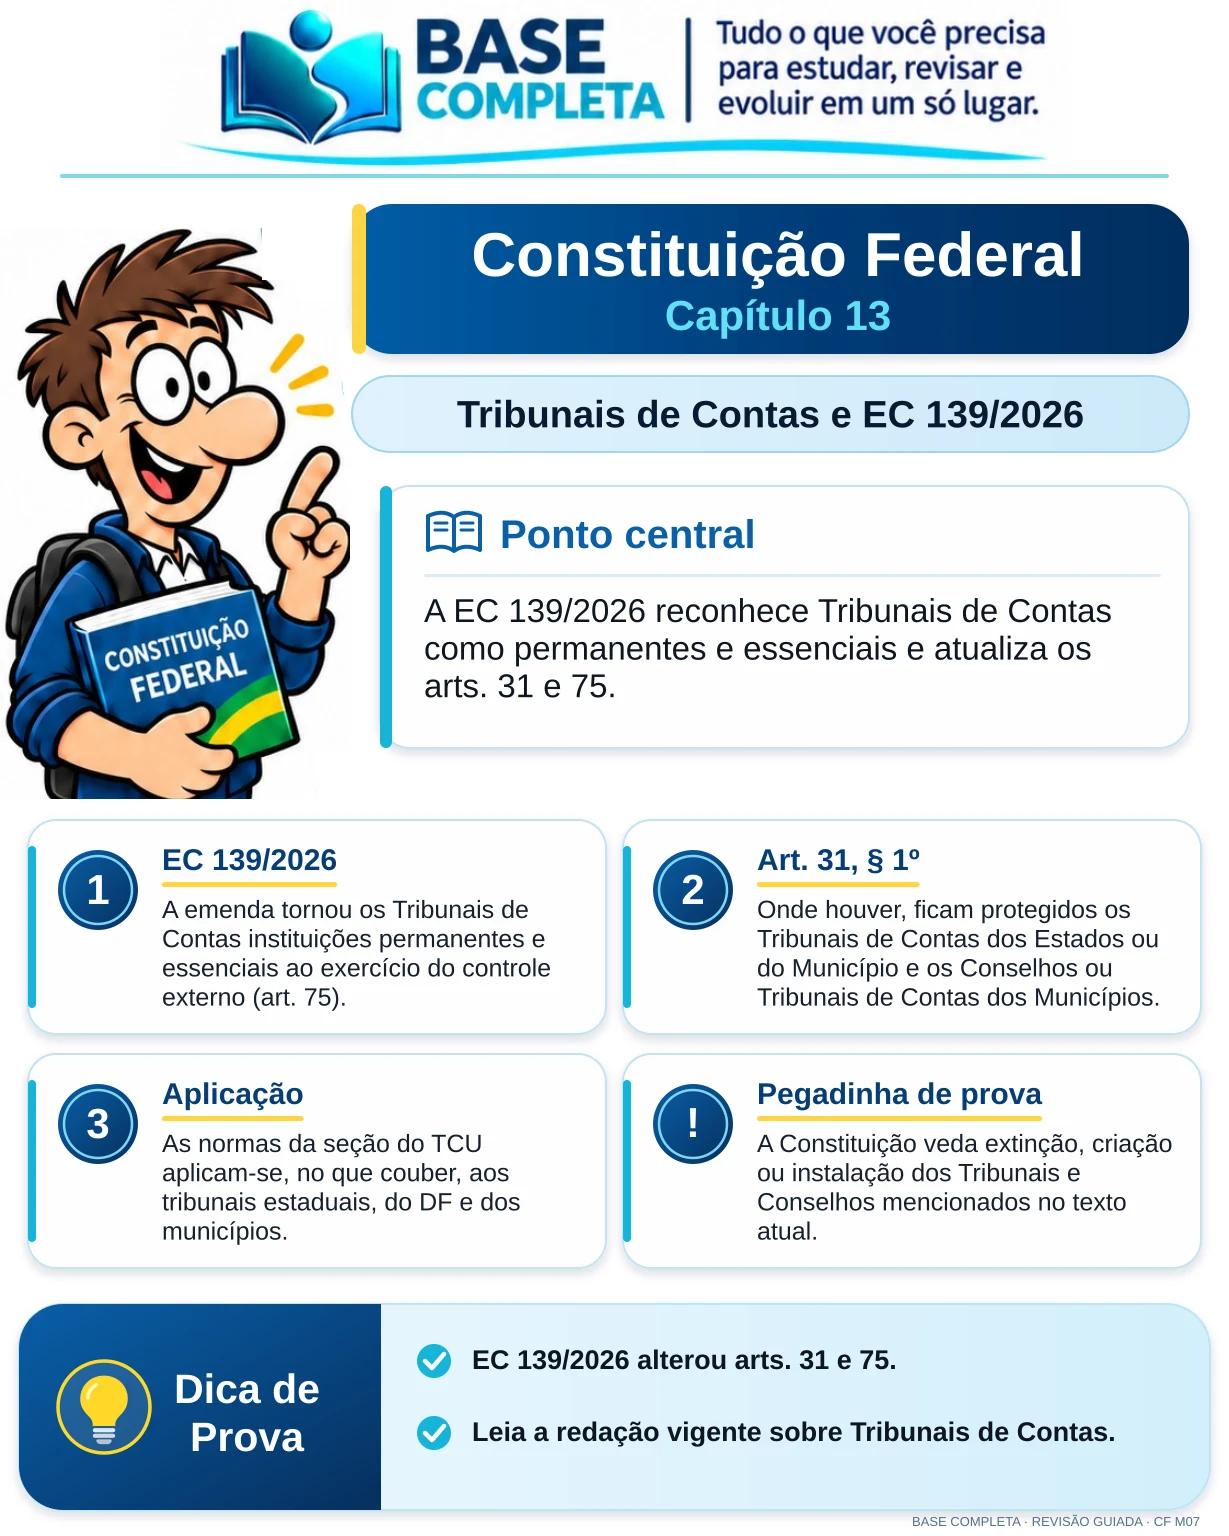 BASE
COMPLETA
Tudo o que você precisa
para estudar, revisar e
evoluir em um só lugar.
Constituição Federal
Capítulo 13
Tribunais de Contas e EC 139/2026
CONSTITUIÇÃO
FEDERAL
Ponto central
A EC 139/2026 reconhece Tribunais de Contas
como permanentes e essenciais e atualiza os
arts. 31 e 75.
1
EC 139/2026
A emenda tornou os Tribunais de
Contas instituições permanentes e
essenciais ao exercício do controle
externo (art. 75).
2
Art. 31, § 1º
Onde houver, ficam protegidos os
Tribunais de Contas dos Estados ou
do Município e os Conselhos ou
Tribunais de Contas dos Municípios.
3
Aplicação
As normas da seção do TCU
aplicam-se, no que couber, aos
tribunais estaduais, do DF e dos
municípios.
!
Pegadinha de prova
A Constituição veda extinção, criação
ou instalação dos Tribunais e
Conselhos mencionados no texto
atual.
Dica de
Prova
EC 139/2026 alterou arts. 31 e 75.
Leia a redação vigente sobre Tribunais de Contas.
BASE COMPLETA · REVISÃO GUIADA · CF M07